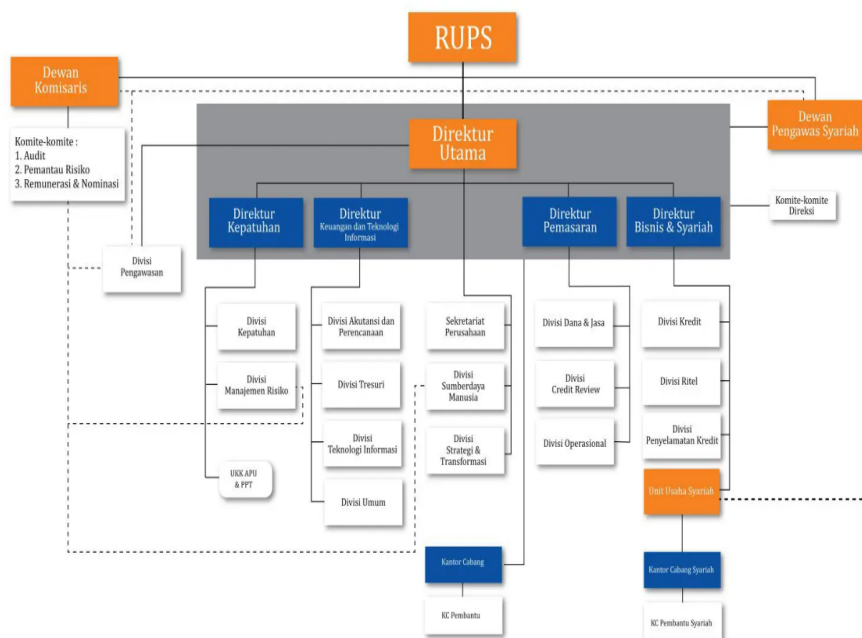 RUPS
Dewan
Komisaris
Dewan
Pengawas Syariah
Komite-komite :
1. Audit
2. Pemantau Risiko
3. Remunerasi & Nominasi
Direktur
Utama
Direktur
Kepatuhan
Direktur
Keuangan dan Teknologi
Informasi
Direktur
Pemasaran
Direktur
Bisnis & Syariah
Komite-komite
Direksi
Divisi
Pengawasan
Divisi
Kepatuhan
Divisi
Manajemen Risiko
UKK APU
& PPT
Divisi Akutansi dan
Perencanaan
Divisi Tresuri
Divisi
Teknologi Informasi
Divisi Umum
Sekretariat
Perusahaan
Divisi
Sumberdaya
Manusia
Divisi
Strategi &
Transformasi
Divisi Dana & Jasa
Divisi
Credit Review
Divisi Operasional
Divisi Kredit
Divisi Ritel
Divisi
Penyelamatan Kredit
Unit Usaha Syariah
Kantor Cabang
KC Pembantu
Kantor Cabang Syariah
KC Pembantu Syariah